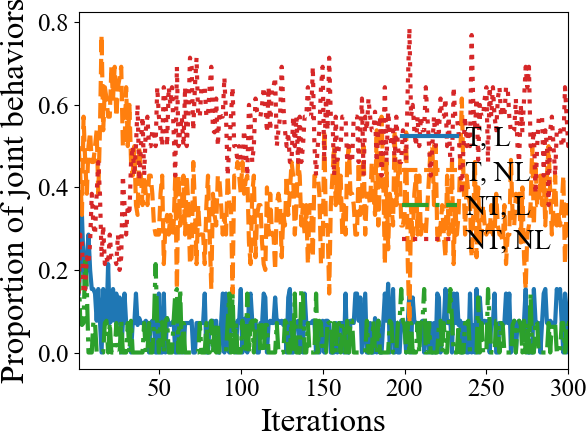 Proportion of joint behaviors
0.8
0.6
0.4
0.2
0.0
T, L
T, NL
NT, L
NT, NL
50 100 150 200 250 300
Iterations